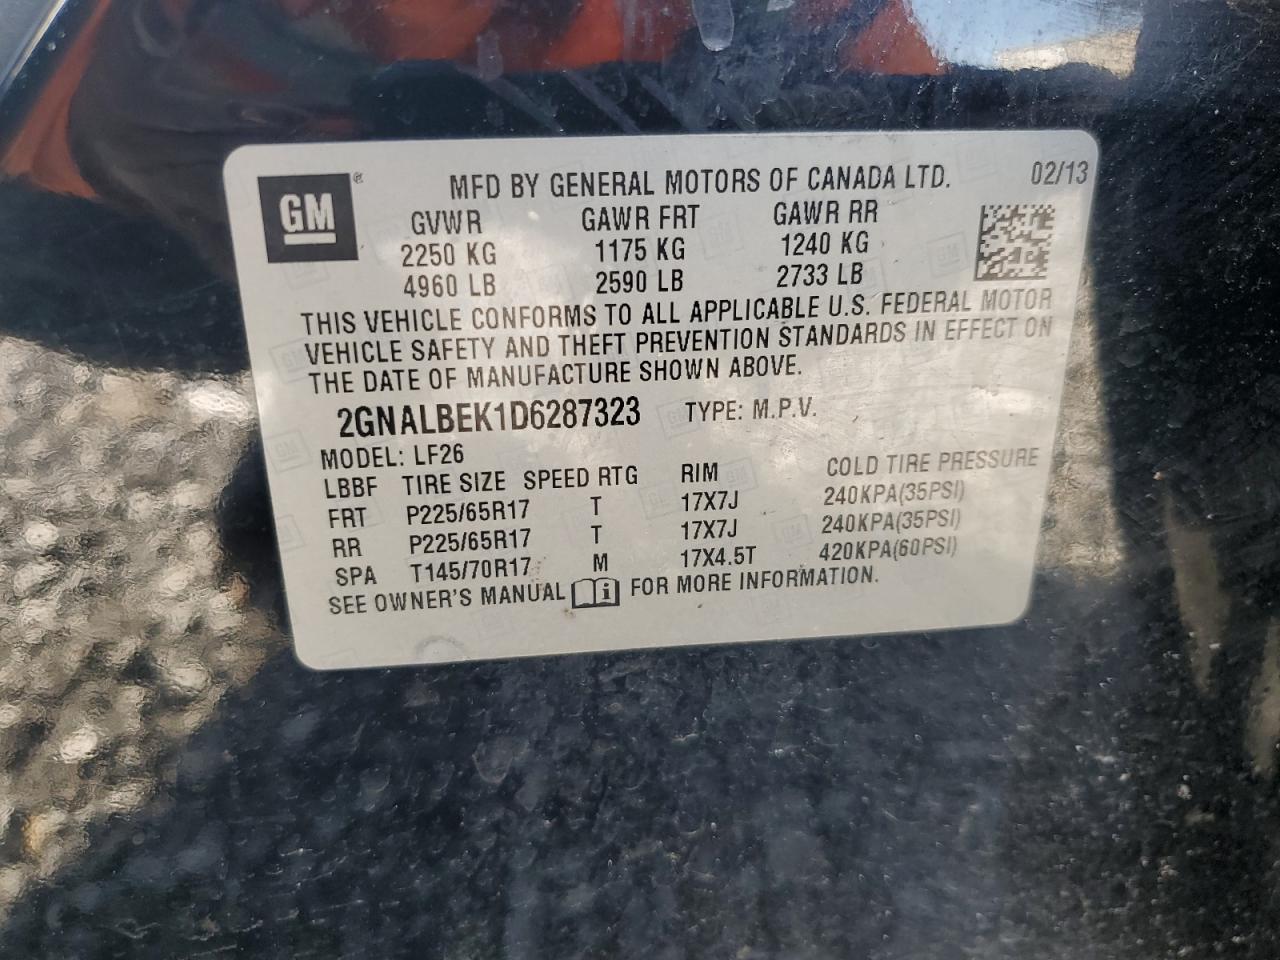 GM ®
MFD BY GENERAL MOTORS OF CANADA LTD. 02/13
GVWR GAWR FRT GAWR RR
2250 KG 1175 KG 1240 KG
4960 LB 2590 LB 2733 LB
THIS VEHICLE CONFORMS TO ALL APPLICABLE U.S. FEDERAL MOTOR
VEHICLE SAFETY AND THEFT PREVENTION STANDARDS IN EFFECT ON
THE DATE OF MANUFACTURE SHOWN ABOVE.
2GNALBEK1D6287323 TYPE: M.P.V.
MODEL: LF26
LBBF TIRE SIZE SPEED RTG RIM COLD TIRE PRESSURE
FRT P225/65R17 T 17X7J 240KPA(35PSI)
RR P225/65R17 T 17X7J 240KPA(35PSI)
SPA T145/70R17 M 17X4.5T 420KPA(60PSI)
SEE OWNER'S MANUAL i FOR MORE INFORMATION.